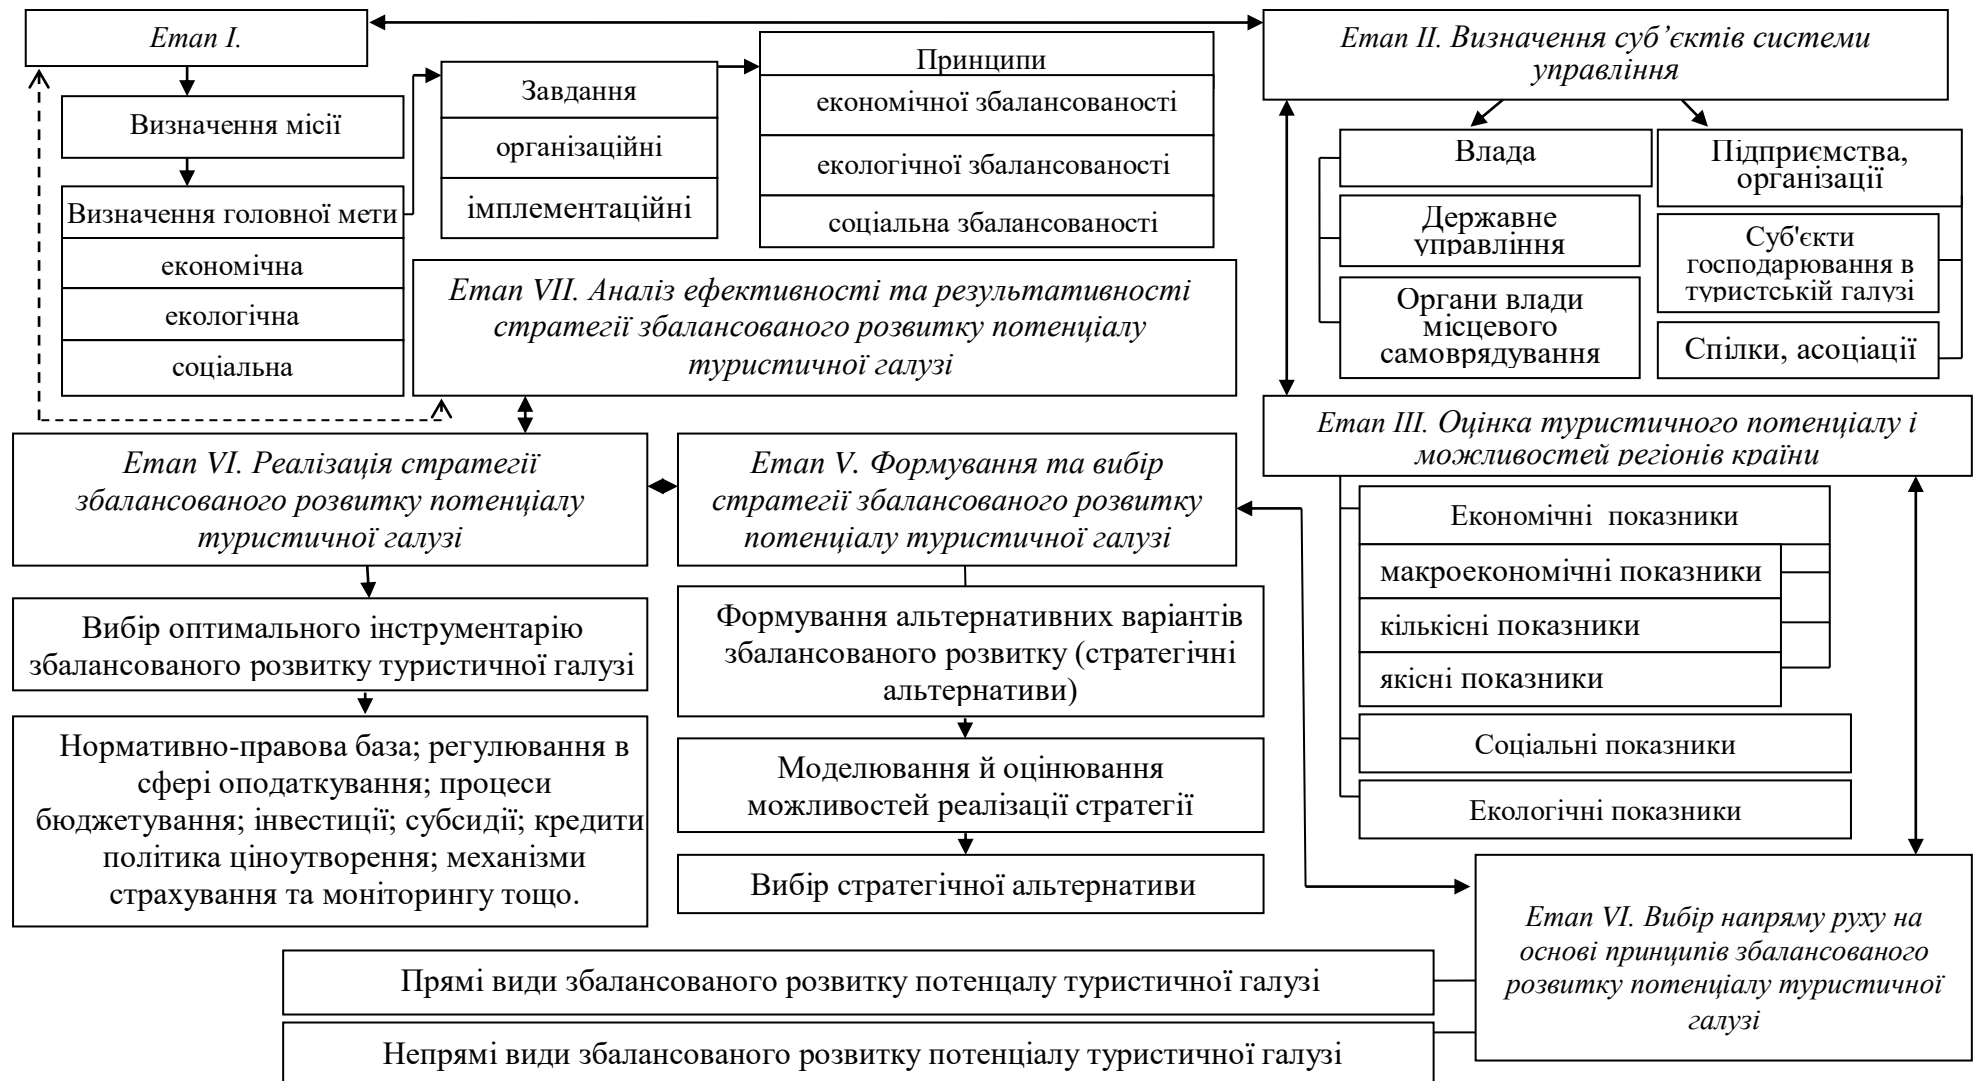 Етап I.
Визначення місії
Визначення головної мети
економічна
екологічна
соціальна
Завдання
організаційні
імплементаційні
Принципи
економічної збалансованості
екологічної збалансованості
соціальна збалансованості
Етап II. Визначення суб’єктів системи
управління
Влада
Державне
управління
Органи влади
місцевого
самоврядування
Підприємства,
організації
Суб'єкти
господарювання в
туристській галузі
Спілки, асоціації
Етап VII. Аналіз ефективності та результативності
стратегії збалансованого розвитку потенціалу
туристичної галузі
Етап III. Оцінка туристичного потенціалу і
можливостей регіонів країни
Економічні показники
макроекономічні показники
кількісні показники
якісні показники
Соціальні показники
Екологічні показники
Етап VI. Реалізація стратегії
збалансованого розвитку потенціалу
туристичної галузі
Вибір оптимального інструментарію
збалансованого розвитку туристичної галузі
Нормативно-правова база; регулювання в
сфері оподаткування; процеси
бюджетування; інвестиції; субсидії; кредити
політика ціноутворення; механізми
страхування та моніторингу тощо.
Етап V. Формування та вибір
стратегії збалансованого розвитку
потенціалу туристичної галузі
Формування альтернативних варіантів
збалансованого розвитку (стратегічні
альтернативи)
Моделювання й оцінювання
можливостей реалізації стратегії
Вибір стратегічної альтернативи
Етап VI. Вибір напряму руху на
основі принципів збалансованого
розвитку потенціалу туристичної
галузі
Прямі види збалансованого розвитку потенцалу туристичної галузі
Непрямі види збалансованого розвитку потенціалу туристичної галузі